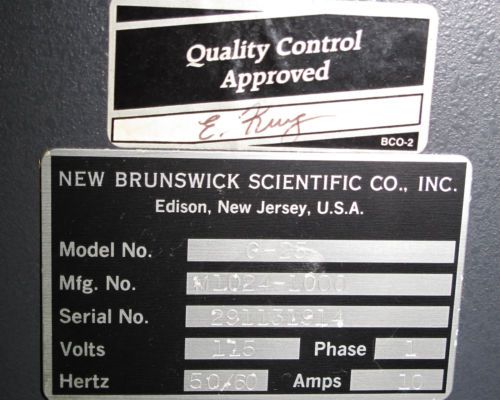 Quality Control
Approved
E. King
BCO-2
NEW BRUNSWICK SCIENTIFIC CO., INC.
Edison, New Jersey, U.S.A.
Model No. G-25
Mfg. No. M1024-1000
Serial No. 291131914
Volts 115 Phase 1
Hertz 50/60 Amps 10